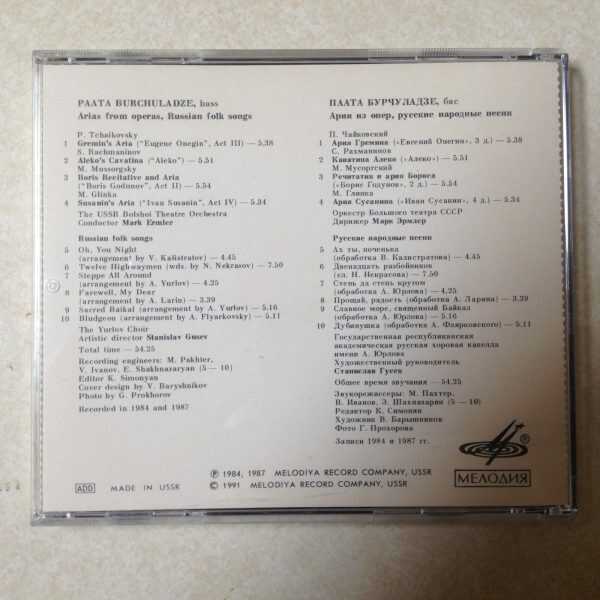 PAATA BURCHULADZE, bass
Arias from operas, Russian folk songs
P. Tchaikovsky
1 Gremin's Aria ("Eugene Onegin", Act III) — 5.38
S. Rachmaninov
2 Aleko's Cavatina ("Aleko") — 5.51
M. Mussorgsky
3 Boris Recitative and Aria
("Boris Godunov", Act II) — 5.54
M. Glinka
4 Susanin's Aria ("Ivan Susanin", Act IV) — 5.34
The USSR Bolshoi Theatre Orchestra
Conductor Mark Ermler
Russian folk songs
5 Oh, You Night
(arrangement by V. Kalistratov) — 4.45
6 Twelve Highwaymen (wds. by N. Nekrasov) — 7.50
7 Steppe All Around
(arrangement by A. Yurlov) — 4.25
8 Farewell, My Dear
(arrangement by A. Larin) — 3.39
9 Sacred Baikal (arrangement by A. Yurlov) — 5.16
10 Bludgeon (arrangement by A. Flyarkovsky) — 5.11
The Yurlov Choir
Artistic director Stanislav Gusev
Total time — 54.25
Recording engineers: M. Pakhter,
V. Ivanov, E. Shakhnazaryan (5 — 10)
Editor K. Simonyan
Cover design by V. Baryshnikov
Photo by G. Prokhorov
Recorded in 1984 and 1987
ПААТА БУРЧУЛАДЗЕ, бас
Арии из опер, русские народные песни
П. Чайковский
1 Ария Гремина («Евгений Онегин», 3 д.) — 5.38
С. Рахманинов
2 Каватина Алеко («Алеко») — 5.51
М. Мусоргский
3 Речитатив и ария Бориса
(«Борис Годунов», 2 д.) — 5.54
М. Глинка
4 Ария Сусанина («Иван Сусанин», 4 д.) — 5.34
Оркестр Большого театра СССР
Дирижер Марк Эрмлер
Русские народные песни
5 Ах ты, ноченька
(обработка В. Калистратова) — 4.45
6 Двенадцать разбойников
(сл. Н. Некрасова) — 7.50
7 Степь да степь кругом
(обработка А. Юрлова) — 4.25
8 Прощай, радость (обработка А. Ларина) — 3.39
9 Славное море, священный Байкал
(обработка А. Юрлова) — 5.16
10 Дубинушка (обработка А. Флярковского) — 5.11
Государственная республиканская
академическая русская хоровая капелла
имени А. Юрлова
Художественный руководитель
Станислав Гусев
Общее время звучания — 54.25
Звукорежиссеры: М. Пахтер,
В. Иванов, Э. Шахназарян (5 — 10)
Редактор К. Симонян
Художник В. Барышников
Фото Г. Прохорова
Записи 1984 и 1987 гг.
МЕЛОДИЯ
ADD MADE IN USSR
Ⓟ 1984, 1987 MELODIYA RECORD COMPANY, USSR
© 1991 MELODIYA RECORD COMPANY, USSR